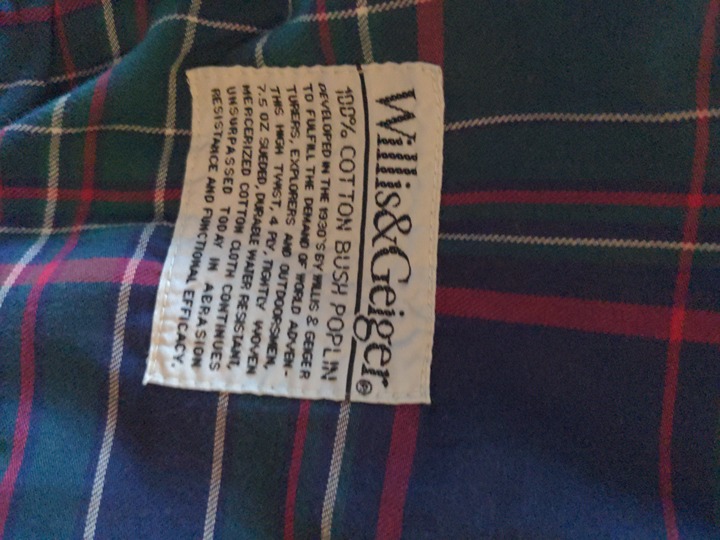 Willis&Geiger®
100% COTTON BUSH POPLIN
DEVELOPED IN THE 1930'S BY WILLIS & GEIGER
TO FULFILL THE DEMAND OF WORLD ADVEN-
TURERS, EXPLORERS AND OUTDOORSMEN,
THIS HIGH TWIST, 4 PLY, TIGHTLY WOVEN
7.5 OZ SUEDED, DURABLE WATER RESISTANT,
MERCERIZED COTTON CLOTH CONTINUES
UNSURPASSED TODAY IN ABRASION
RESISTANCE AND FUNCTIONAL EFFICACY.